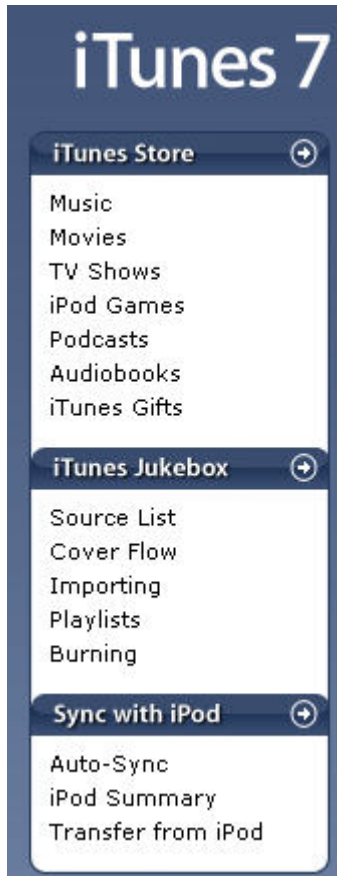 iTunes 7
iTunes Store
Music
Movies
TV Shows
iPod Games
Podcasts
Audiobooks
iTunes Gifts
iTunes Jukebox
Source List
Cover Flow
Importing
Playlists
Burning
Sync with iPod
Auto-Sync
iPod Summary
Transfer from iPod